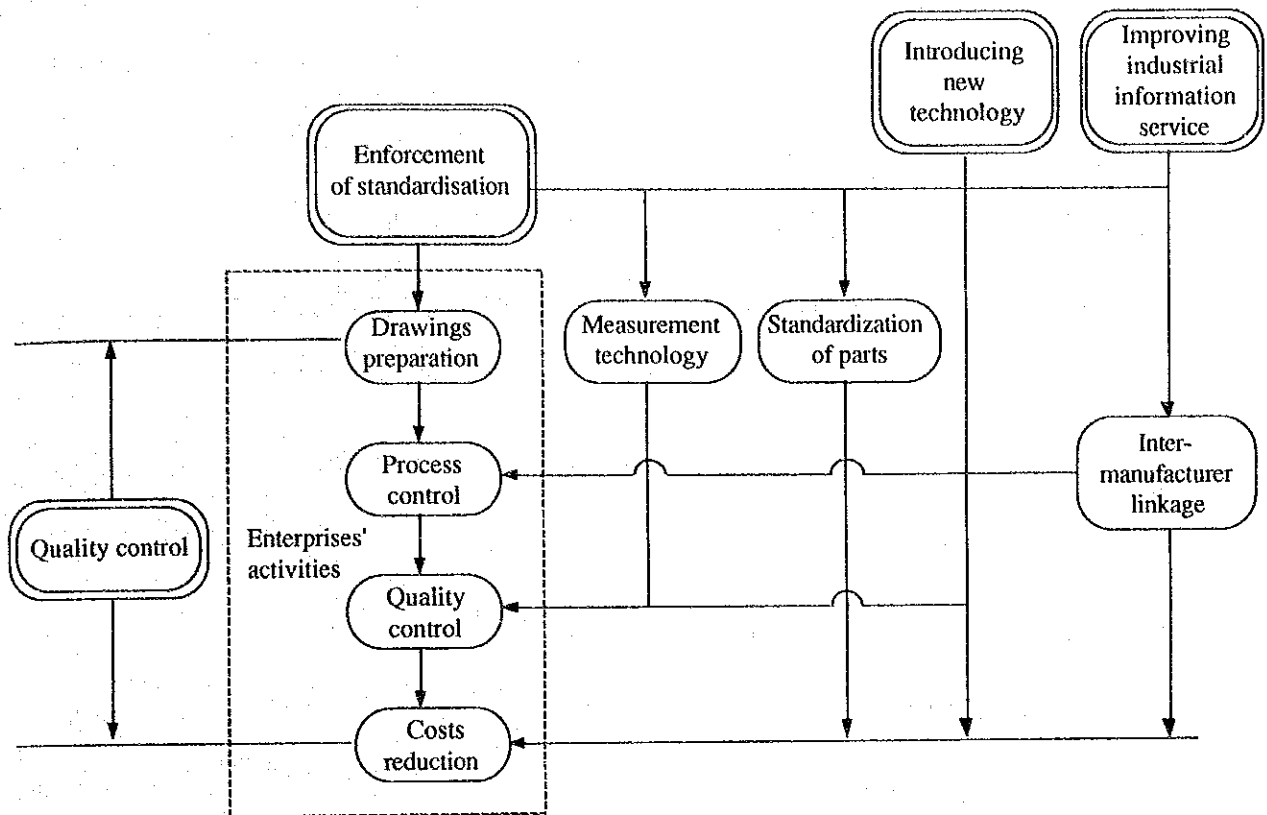 Introducing
new
technology
Improving
industrial
information
service
Enforcement
of standardisation
Drawings
preparation
Measurement
technology
Standardization
of parts
Process
control
Inter-
manufacturer
linkage
Quality control
Enterprises'
activities
Quality
control
Costs
reduction